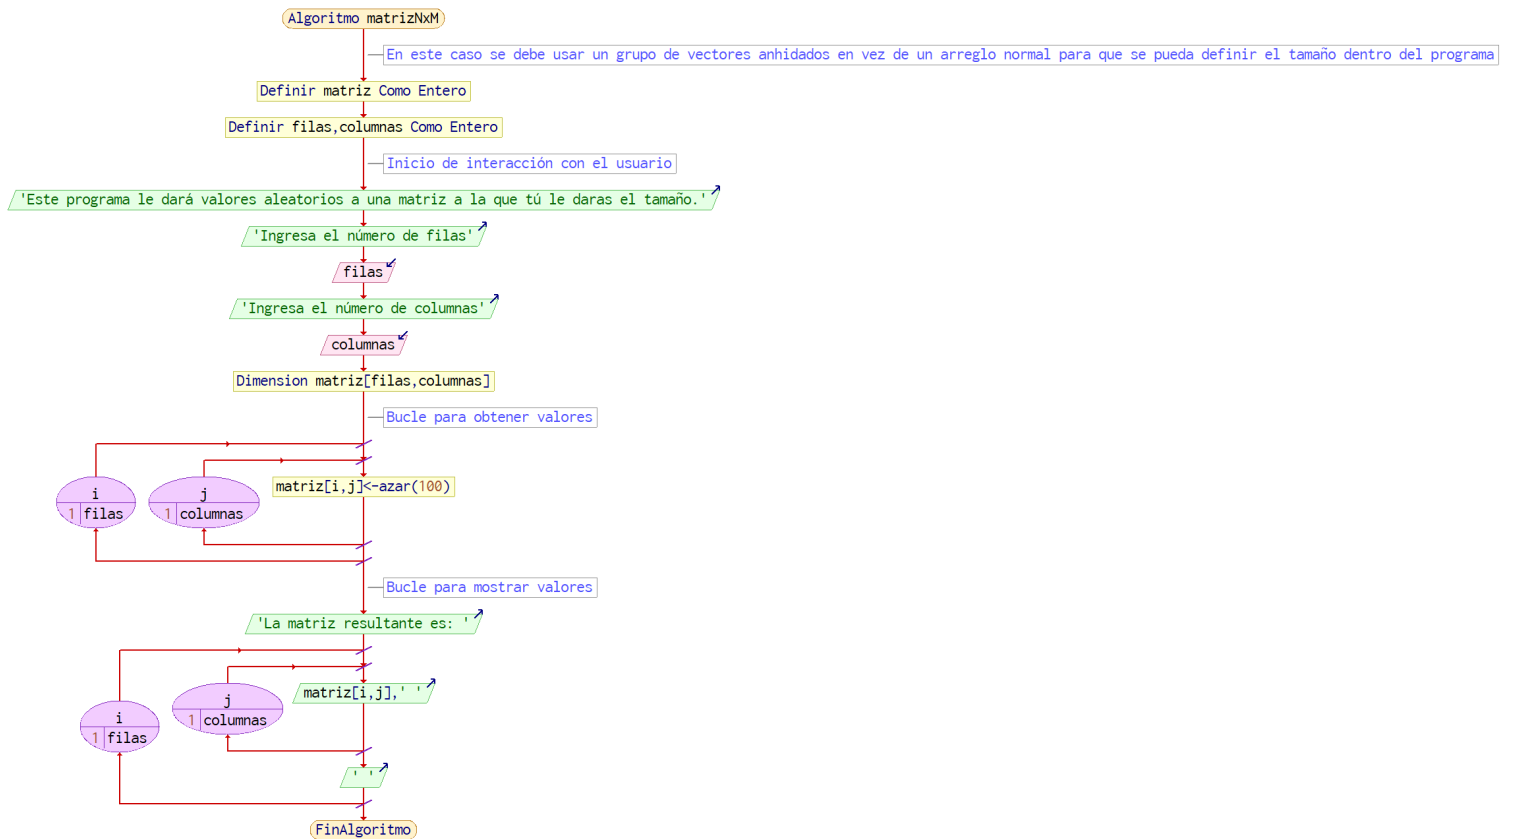 Algoritmo matrizNxM
En este caso se debe usar un grupo de vectores anhidados en vez de un arreglo normal para que se pueda definir el tamaño dentro del programa
Definir matriz Como Entero
Definir filas,columnas Como Entero
Inicio de interacción con el usuario
'Este programa le dará valores aleatorios a una matriz a la que tú le daras el tamaño.'
'Ingresa el número de filas'
filas
'Ingresa el número de columnas'
columnas
Dimension matriz[filas,columnas]
Bucle para obtener valores
i
1 filas
j
1 columnas
matriz[i,j]<-azar(100)
Bucle para mostrar valores
'La matriz resultante es: '
i
1 filas
j
1 columnas
matriz[i,j],' '
' '
FinAlgoritmo